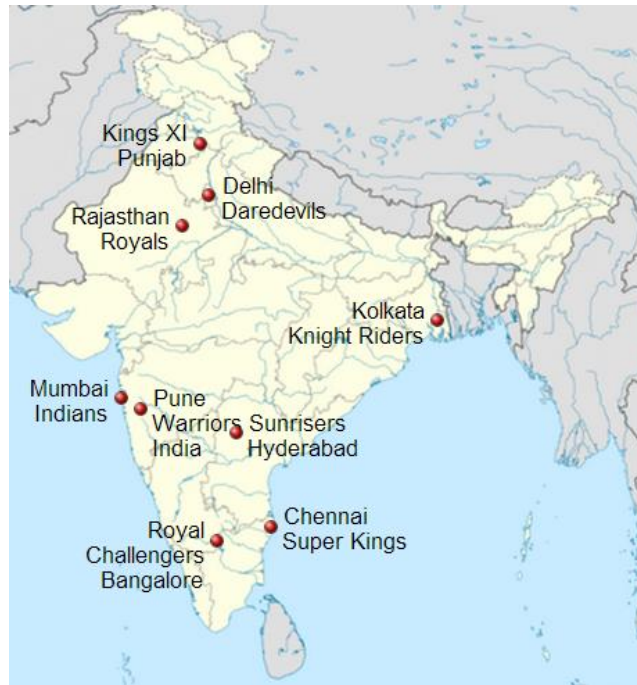 Kings XI
Punjab
Delhi
Daredevils
Rajasthan
Royals
Kolkata
Knight Riders
Mumbai
Indians
Pune
Warriors
India
Sunrisers
Hyderabad
Chennai
Super Kings
Royal
Challengers
Bangalore